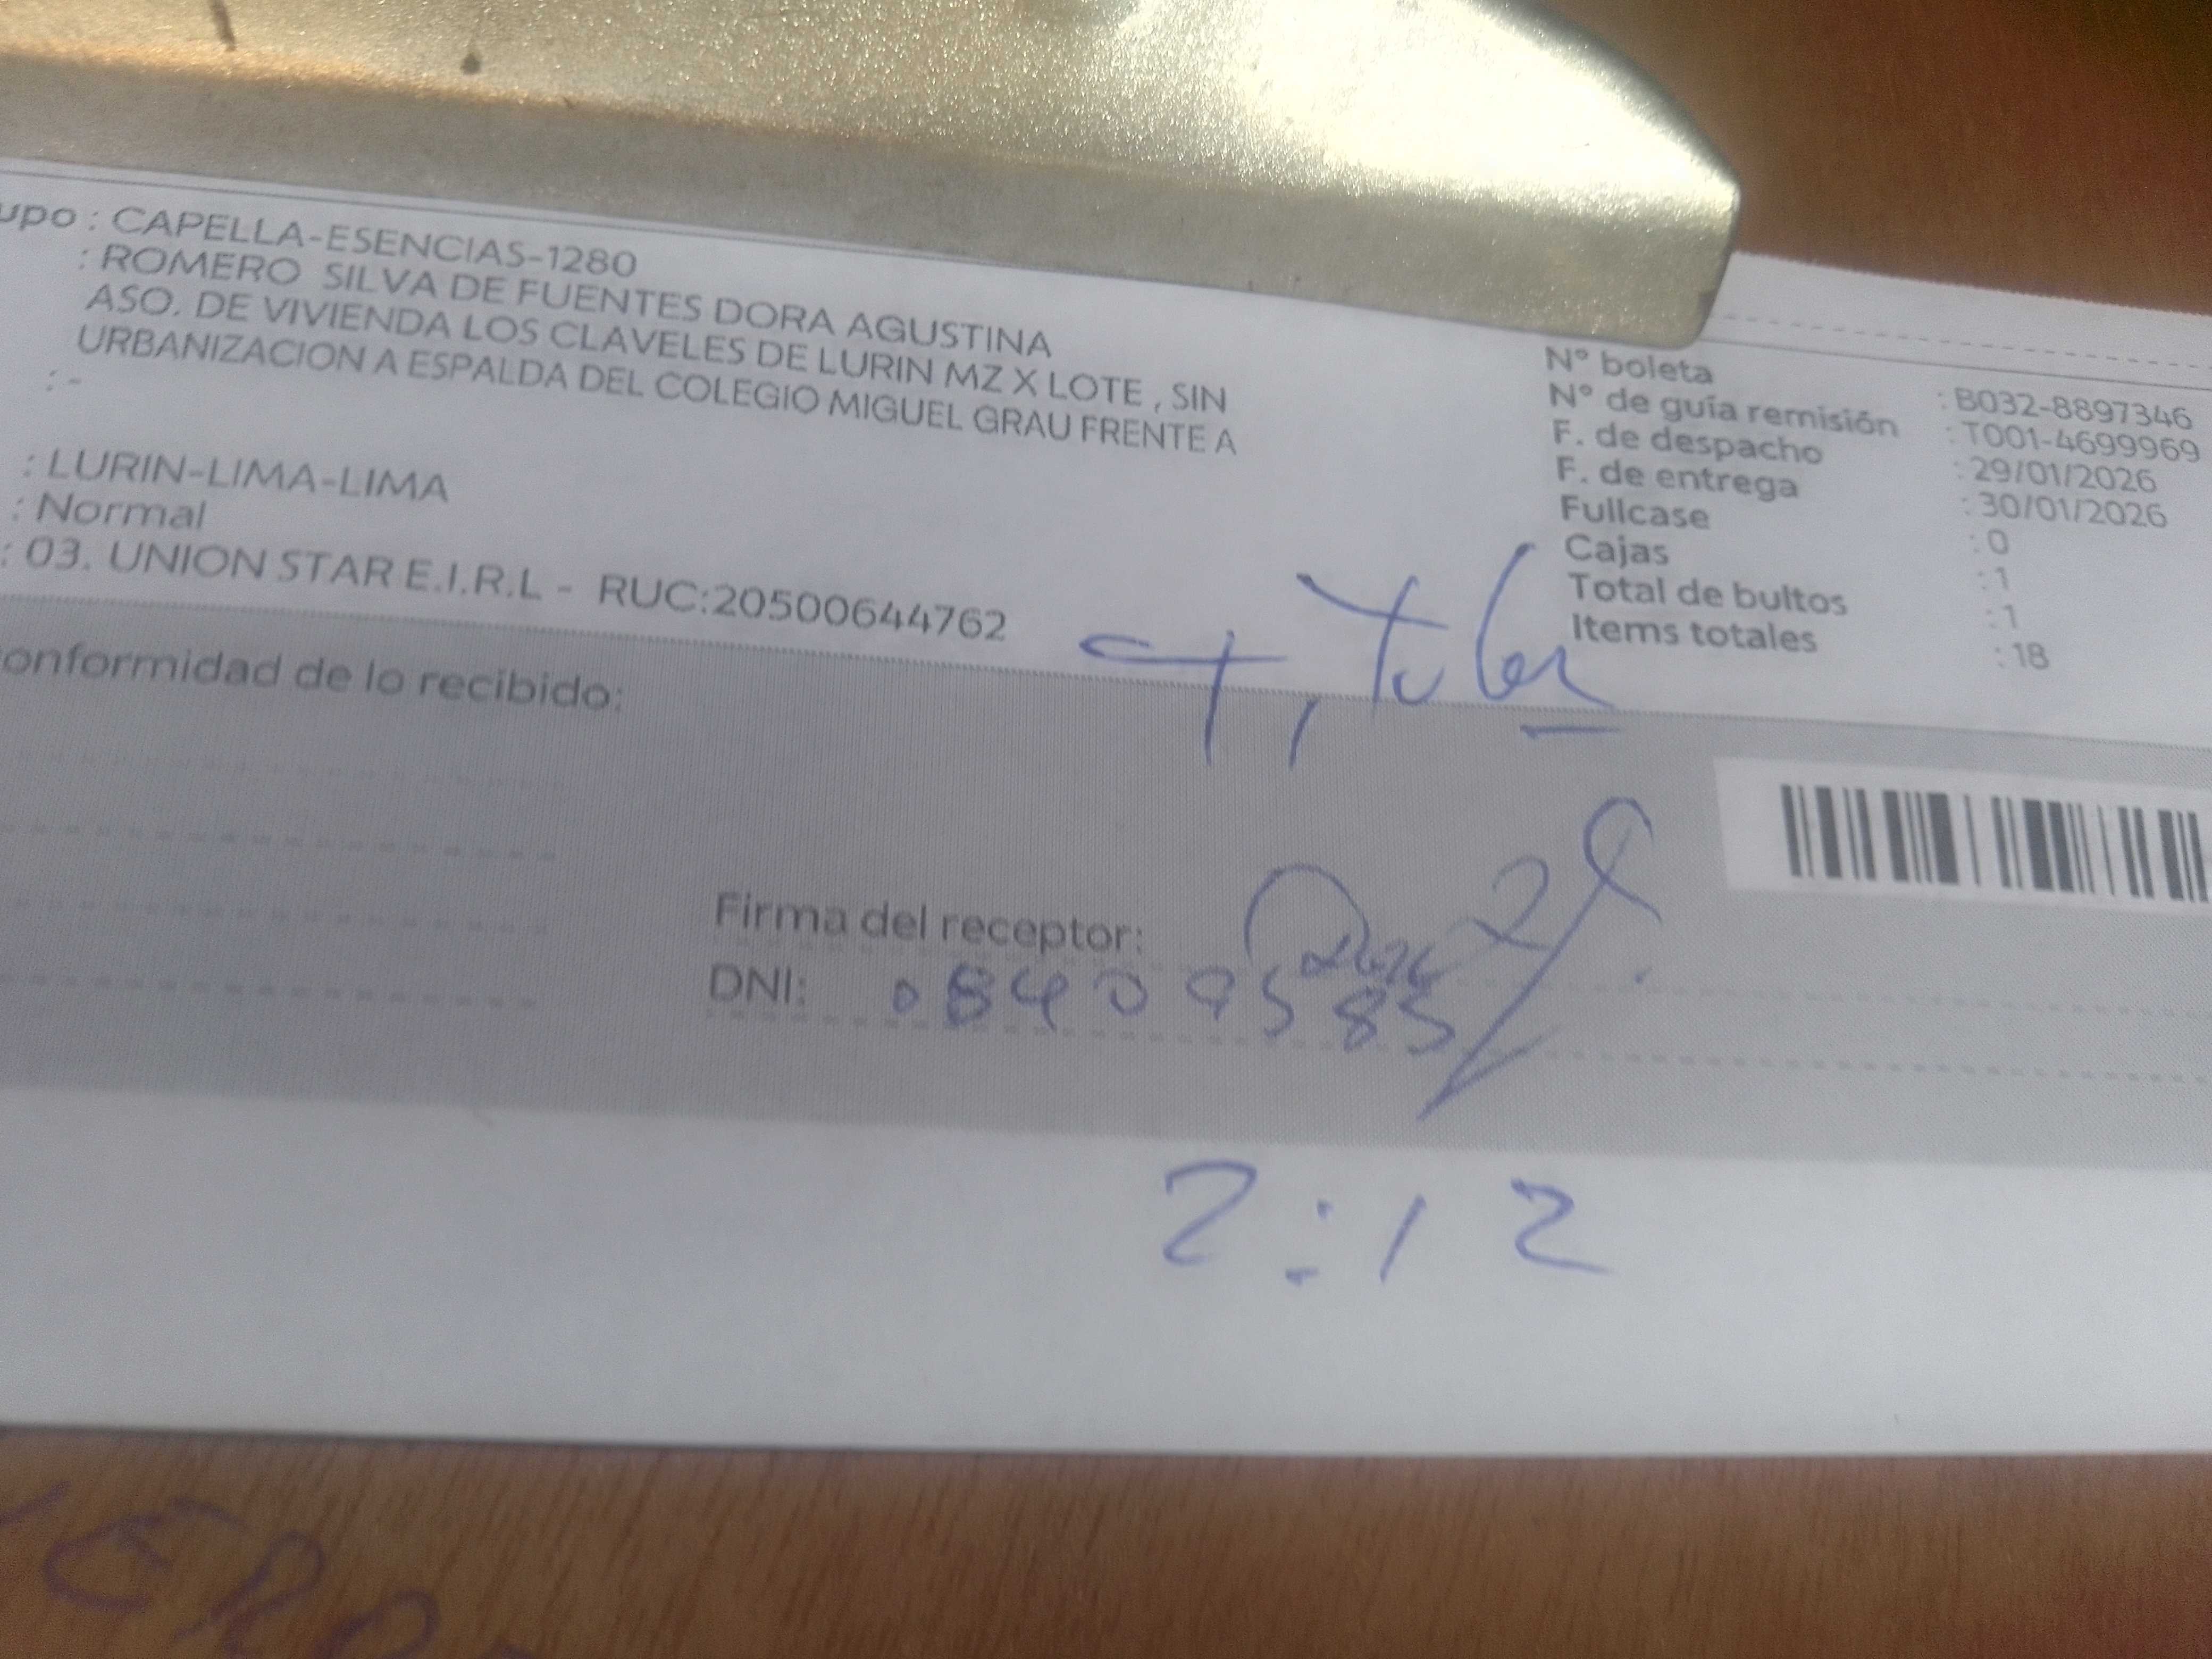 upo : CAPELLA-ESENCIAS-1280
: ROMERO SILVA DE FUENTES DORA AGUSTINA
ASO. DE VIVIENDA LOS CLAVELES DE LURIN MZ X LOTE , SIN
URBANIZACION A ESPALDA DEL COLEGIO MIGUEL GRAU FRENTE A
: -
: LURIN-LIMA-LIMA
: Normal
: 03. UNION STAR E.I.R.L - RUC:20500644762
N° boleta : B032-8897346
N° de guía remisión : T001-4699969
F. de despacho : 29/01/2026
F. de entrega : 30/01/2026
Fullcase : 0
Cajas : 1
Total de bultos : 1
Items totales : 18
onformidad de lo recibido:
Firma del receptor:
DNI:
2:12